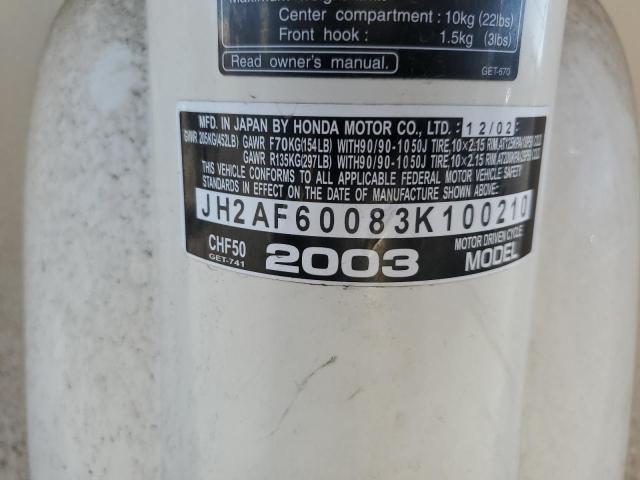 Center compartment : 10kg (22lbs)
Front hook : 1.5kg (3lbs)
Read owner's manual.
GET-670
MFD. IN JAPAN BY HONDA MOTOR CO., LTD. 12/02
GVWR 205KG(452LB) GAWR F70KG(154LB) WITH90/90-1050J TIRE,10×2.15 RIM,AT
GAWR R135KG(297LB) WITH90/90-1050J TIRE,10×2.15 RIM,AT
THIS VEHICLE CONFORMS TO ALL APPLICABLE FEDERAL MOTOR VEHICLE SAFETY
STANDARDS IN EFFECT ON THE DATE OF MANUFACTURE SHOWN ABOVE.
JH2AF60083K100210
CHF50 2003 MOTOR DRIVEN CYCLE
GET-741 MODEL